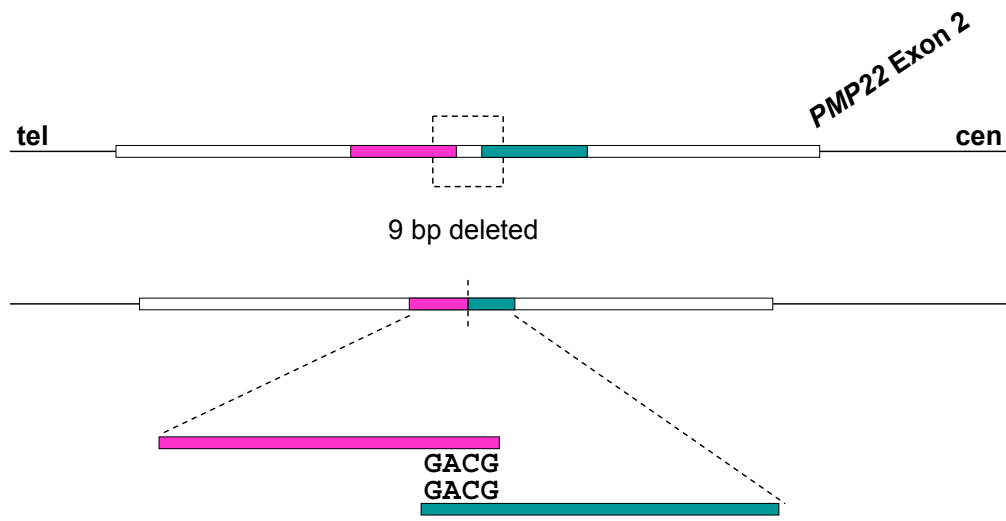 PMP22 Exon 2
tel
cen
9 bp deleted
GACG
GACG